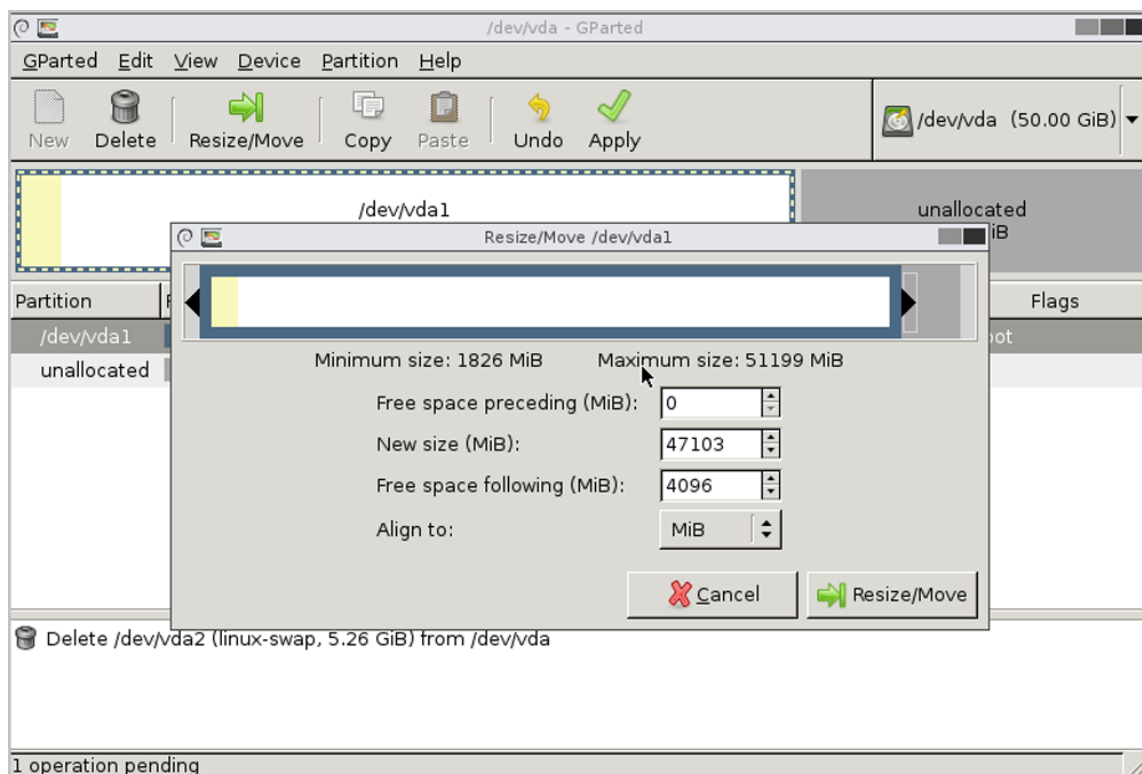 /dev/vda - GParted
GParted Edit View Device Partition Help
New Delete Resize/Move Copy Paste Undo Apply /dev/vda (50.00 GiB)
/dev/vda1
unallocated
iB
Resize/Move /dev/vda1
Partition Flags
/dev/vda1
unallocated
Minimum size: 1826 MiB Maximum size: 51199 MiB
Free space preceding (MiB): 0
New size (MiB): 47103
Free space following (MiB): 4096
Align to: MiB
Cancel Resize/Move
Delete /dev/vda2 (linux-swap, 5.26 GiB) from /dev/vda
1 operation pending